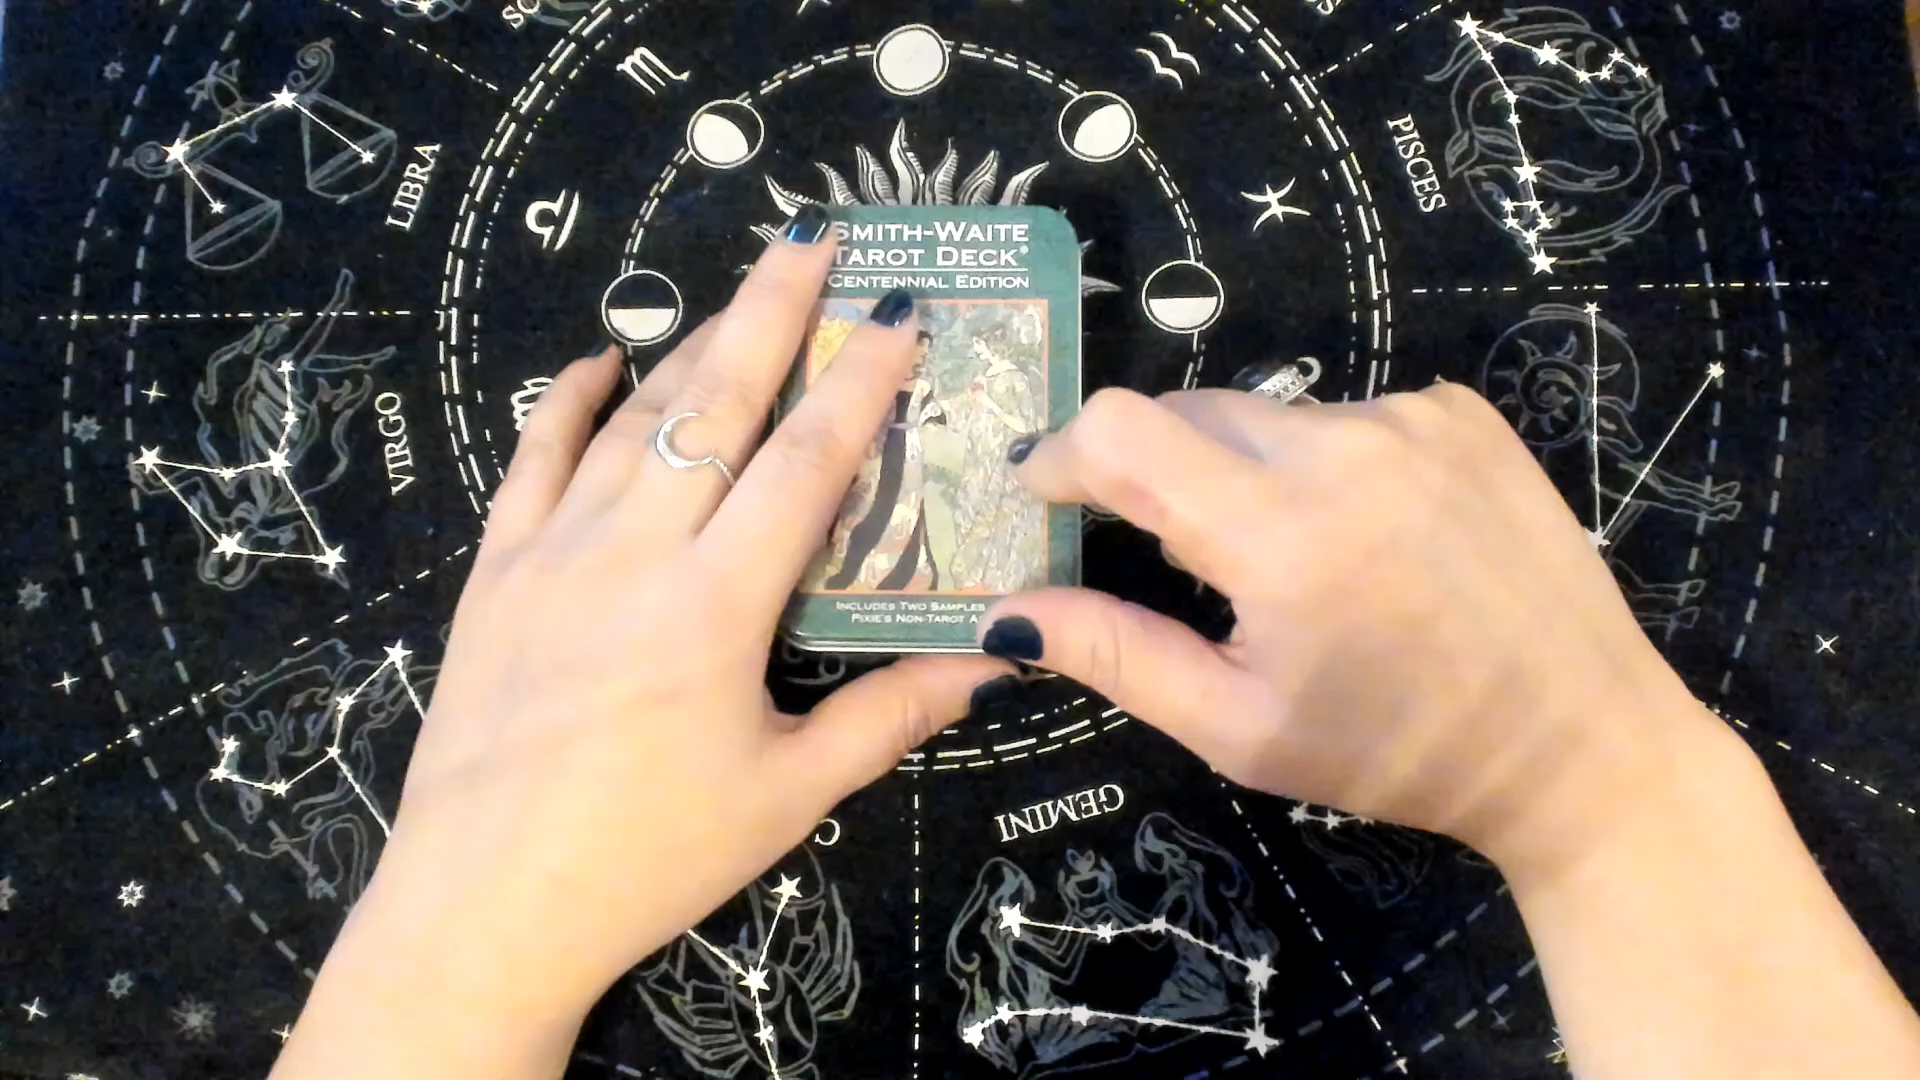 LIBRA
PISCES
SMITH-WAITE
TAROT DECK®
CENTENNIAL EDITION
VIRGO
INCLUDES TWO SAMPLES
PIXIE'S NON-TAROT A
GEMINI